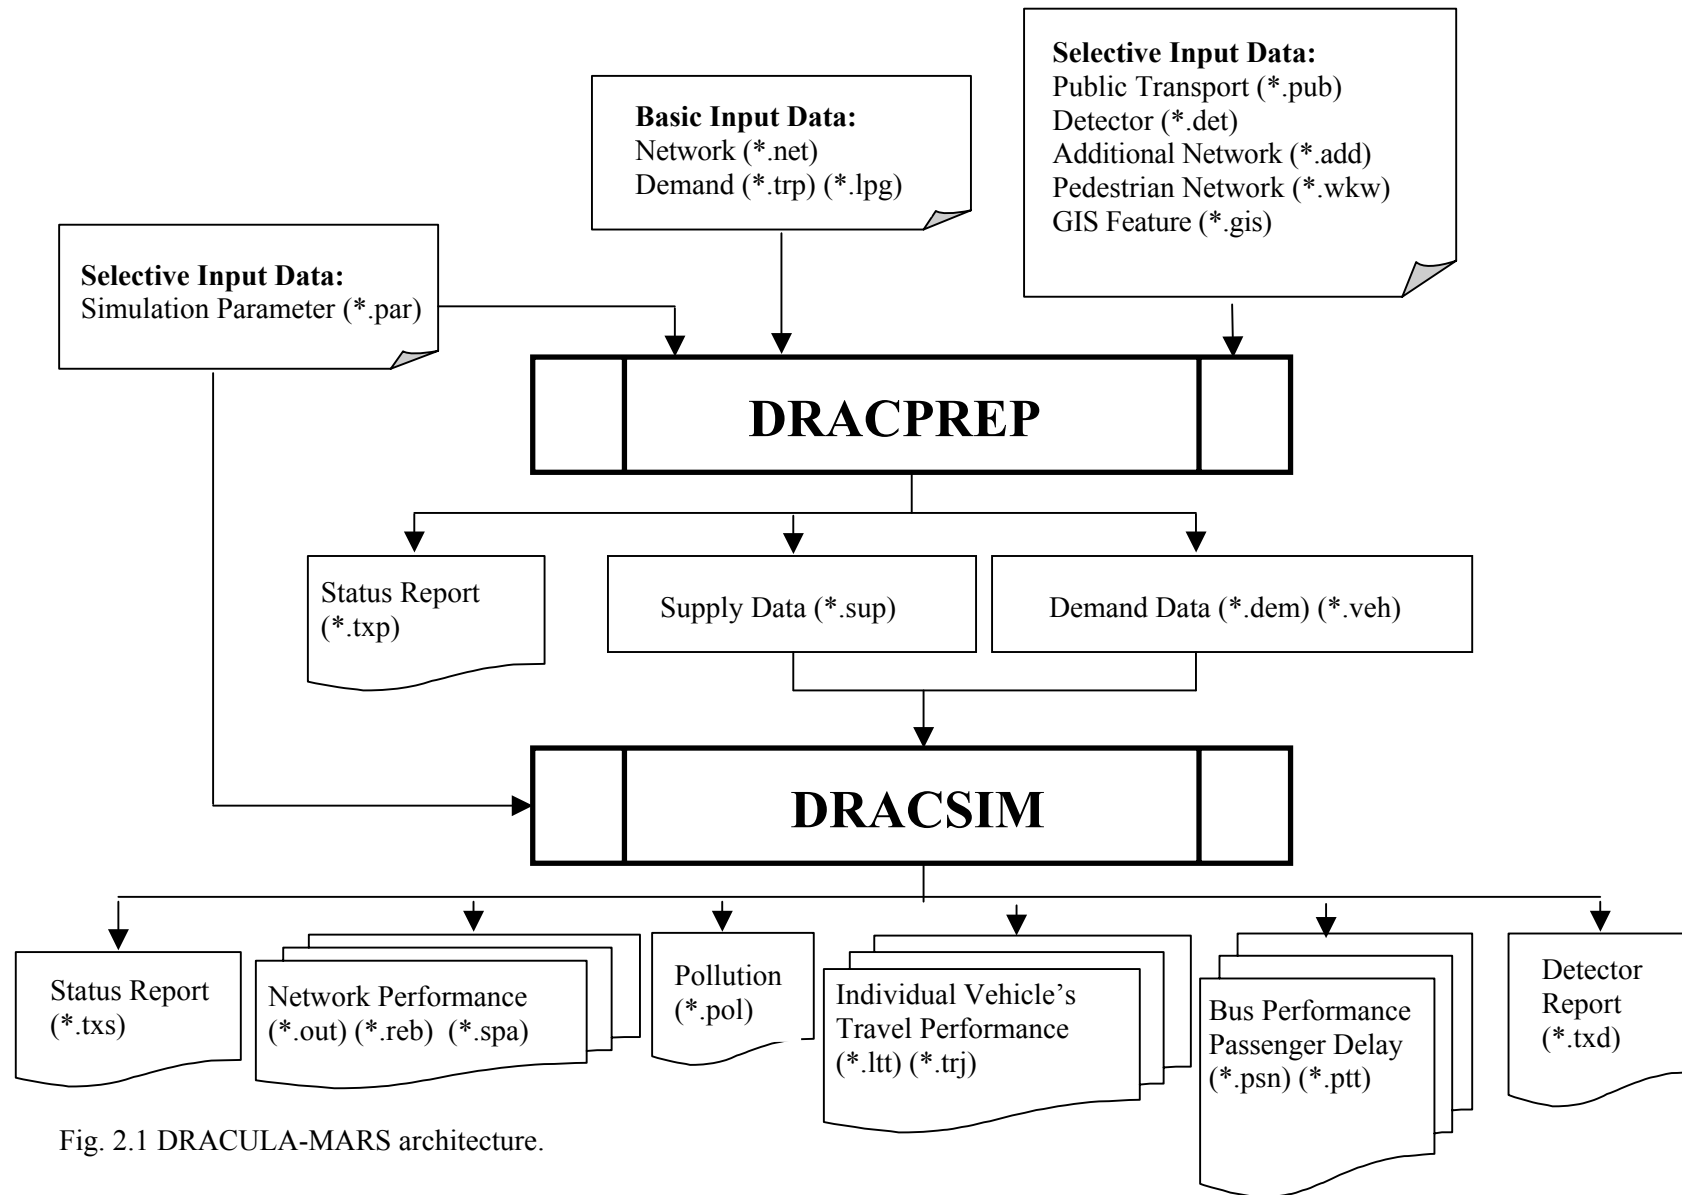 Selective Input Data:
Public Transport (*.pub)
Detector (*.det)
Additional Network (*.add)
Pedestrian Network (*.wkw)
GIS Feature (*.gis)
Basic Input Data:
Network (*.net)
Demand (*.trp) (*.lpg)
Selective Input Data:
Simulation Parameter (*.par)
DRACPREP
Status Report
(*.txp)
Supply Data (*.sup)
Demand Data (*.dem) (*.veh)
DRACSIM
Status Report
(*.txs)
Network Performance
(*.out) (*.reb) (*.spa)
Pollution
(*.pol)
Individual Vehicle’s
Travel Performance
(*.ltt) (*.trj)
Bus Performance
Passenger Delay
(*.psn) (*.ptt)
Detector
Report
(*.txd)
Fig. 2.1 DRACULA-MARS architecture.